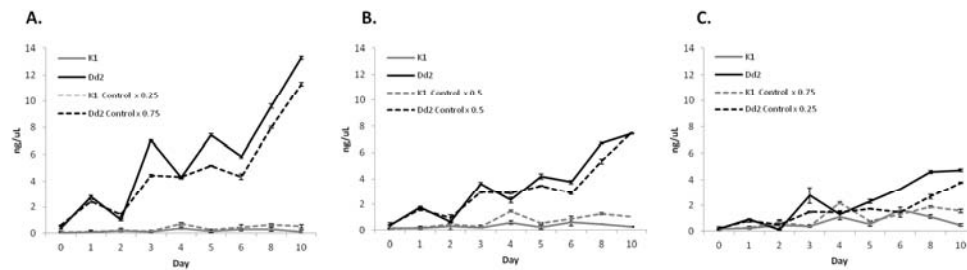 A.
14
12
10
8
6
4
2
0
ng/uL
K1
Dd2
K1 Control x 0.25
Dd2 Control x 0.75
0 1 2 3 4 5 6 8 10
Day
B.
14
12
10
8
6
4
2
0
ng/uL
K1
Dd2
K1 Control x 0.5
Dd2 Control x 0.5
0 1 2 3 4 5 6 8 10
Day
C.
14
12
10
8
6
4
2
0
ng/uL
K1
Dd2
K1 Control x 0.75
Dd2 Control x 0.25
0 1 2 3 4 5 6 8 10
Day